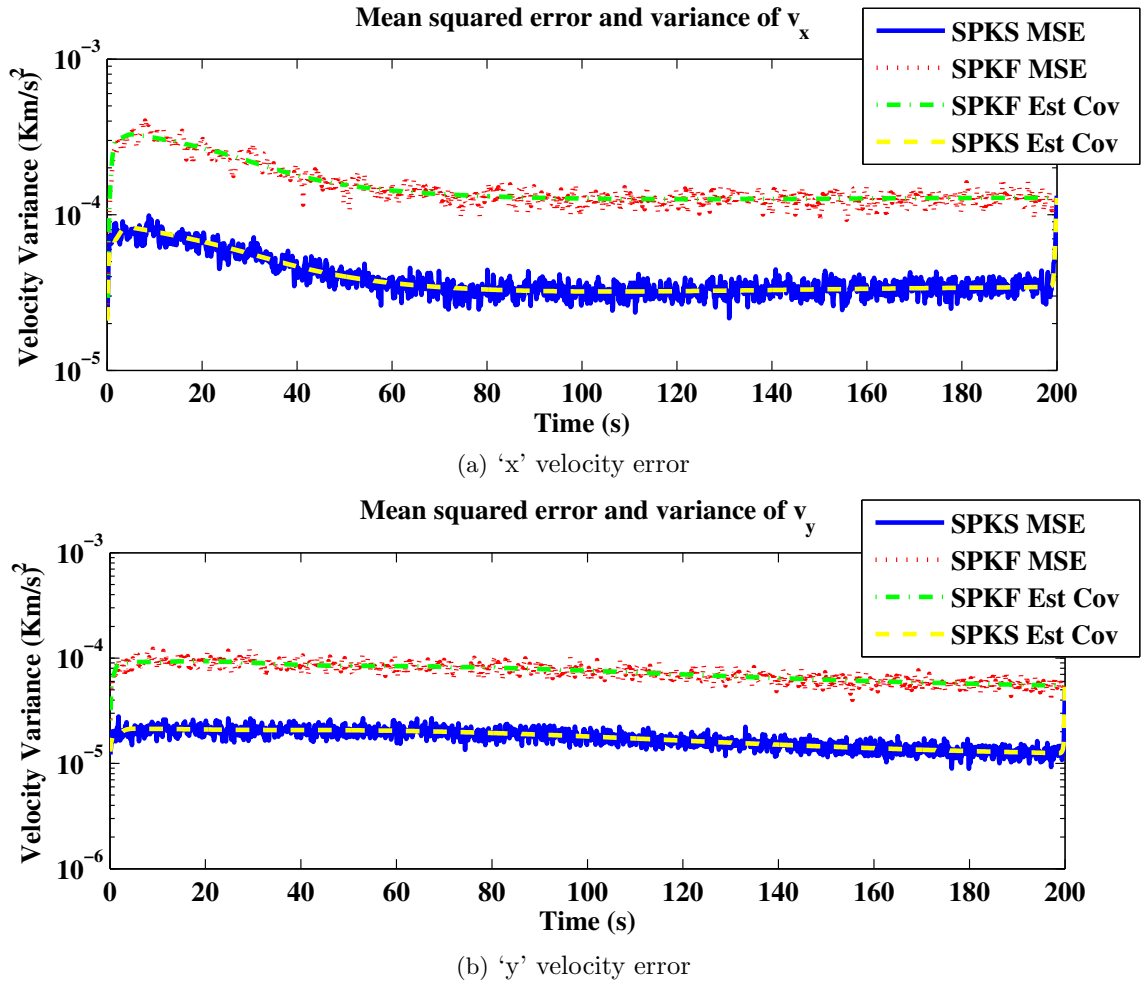 Mean squared error and variance of v_x
SPKS MSE
SPKF MSE
SPKF Est Cov
SPKS Est Cov
Velocity Variance (Km/s)^2
10^-3
10^-4
10^-5
0 20 40 60 80 100 120 140 160 180 200
Time (s)
(a) ‘x’ velocity error
Mean squared error and variance of v_y
SPKS MSE
SPKF MSE
SPKF Est Cov
SPKS Est Cov
Velocity Variance (Km/s)^2
10^-3
10^-4
10^-5
10^-6
0 20 40 60 80 100 120 140 160 180 200
Time (s)
(b) ‘y’ velocity error